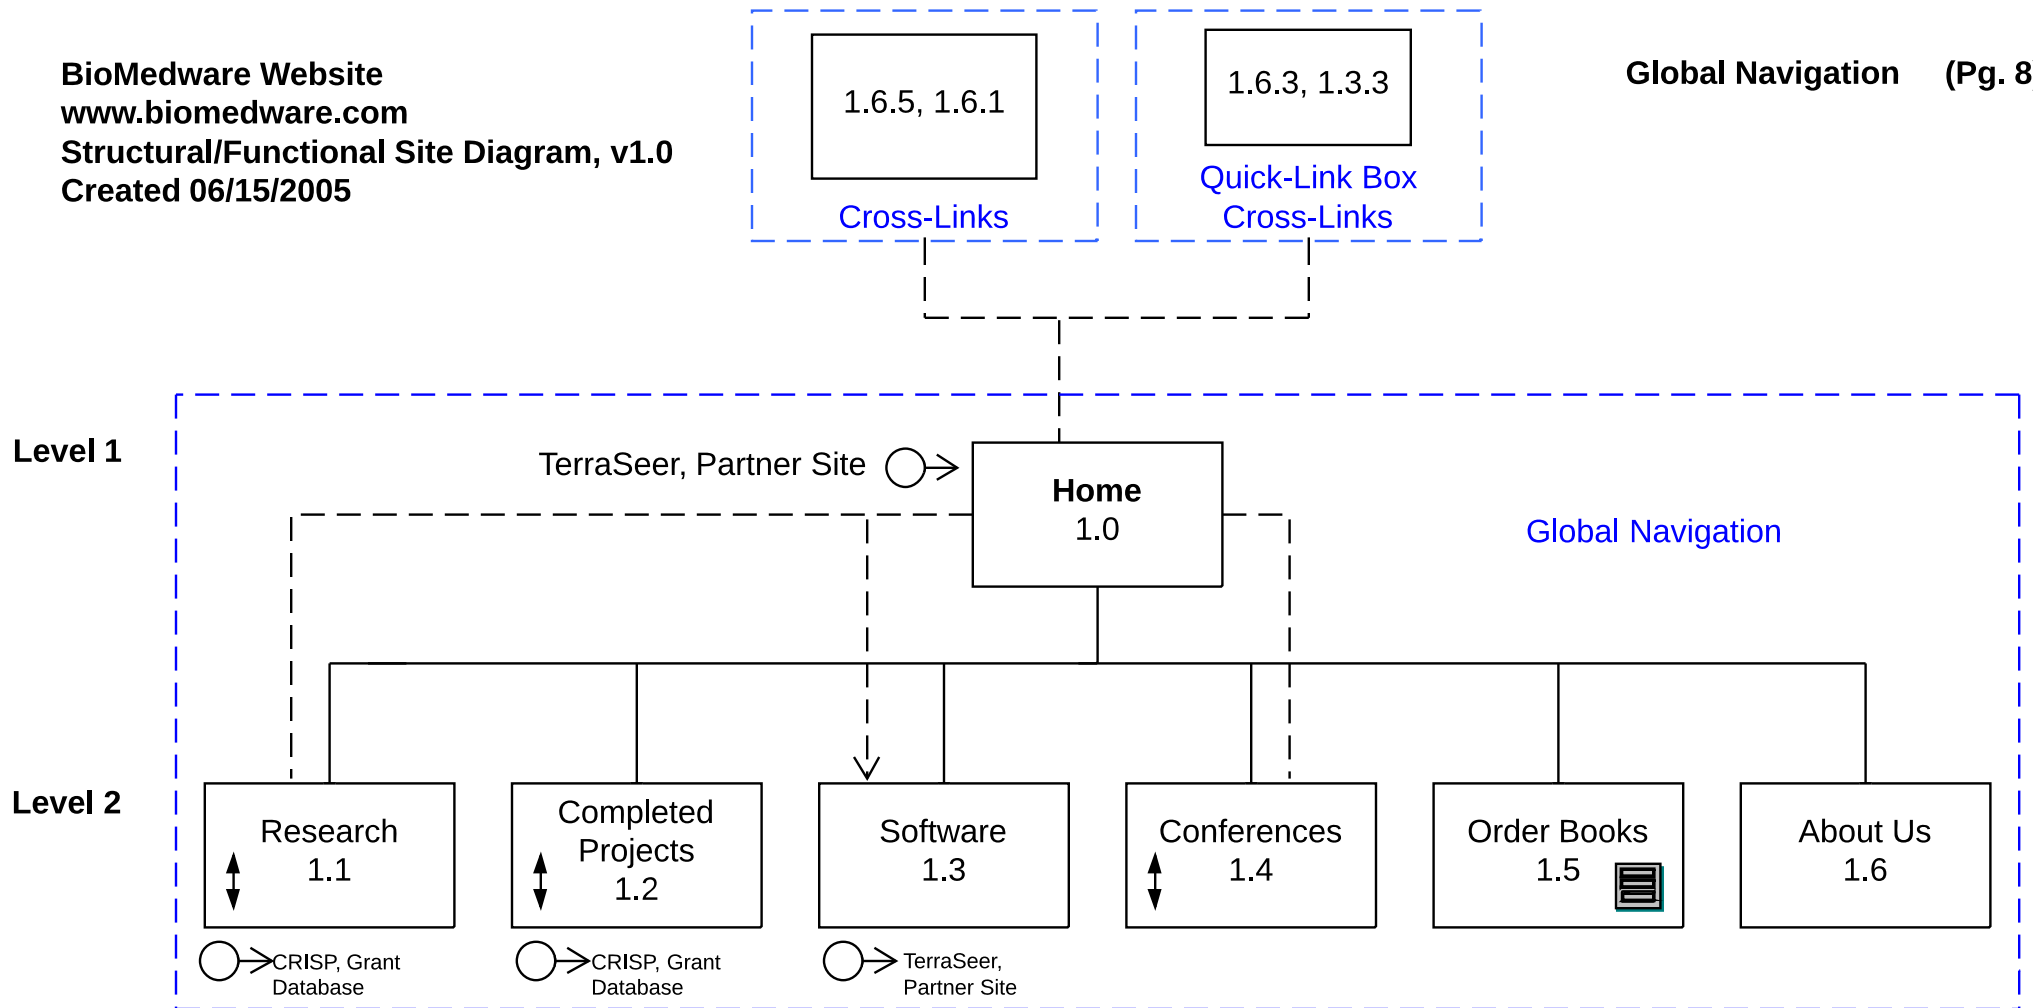 BioMedware Website
www.biomedware.com
Structural/Functional Site Diagram, v1.0
Created 06/15/2005
1.6.5, 1.6.1
Cross-Links
1.6.3, 1.3.3
Quick-Link Box
Cross-Links
Global Navigation (Pg. 8)
Level 1
TerraSeer, Partner Site
Home
1.0
Global Navigation
Level 2
Research
1.1
Completed
Projects
1.2
Software
1.3
Conferences
1.4
Order Books
1.5
About Us
1.6
CRISP, Grant
Database
CRISP, Grant
Database
TerraSeer,
Partner Site